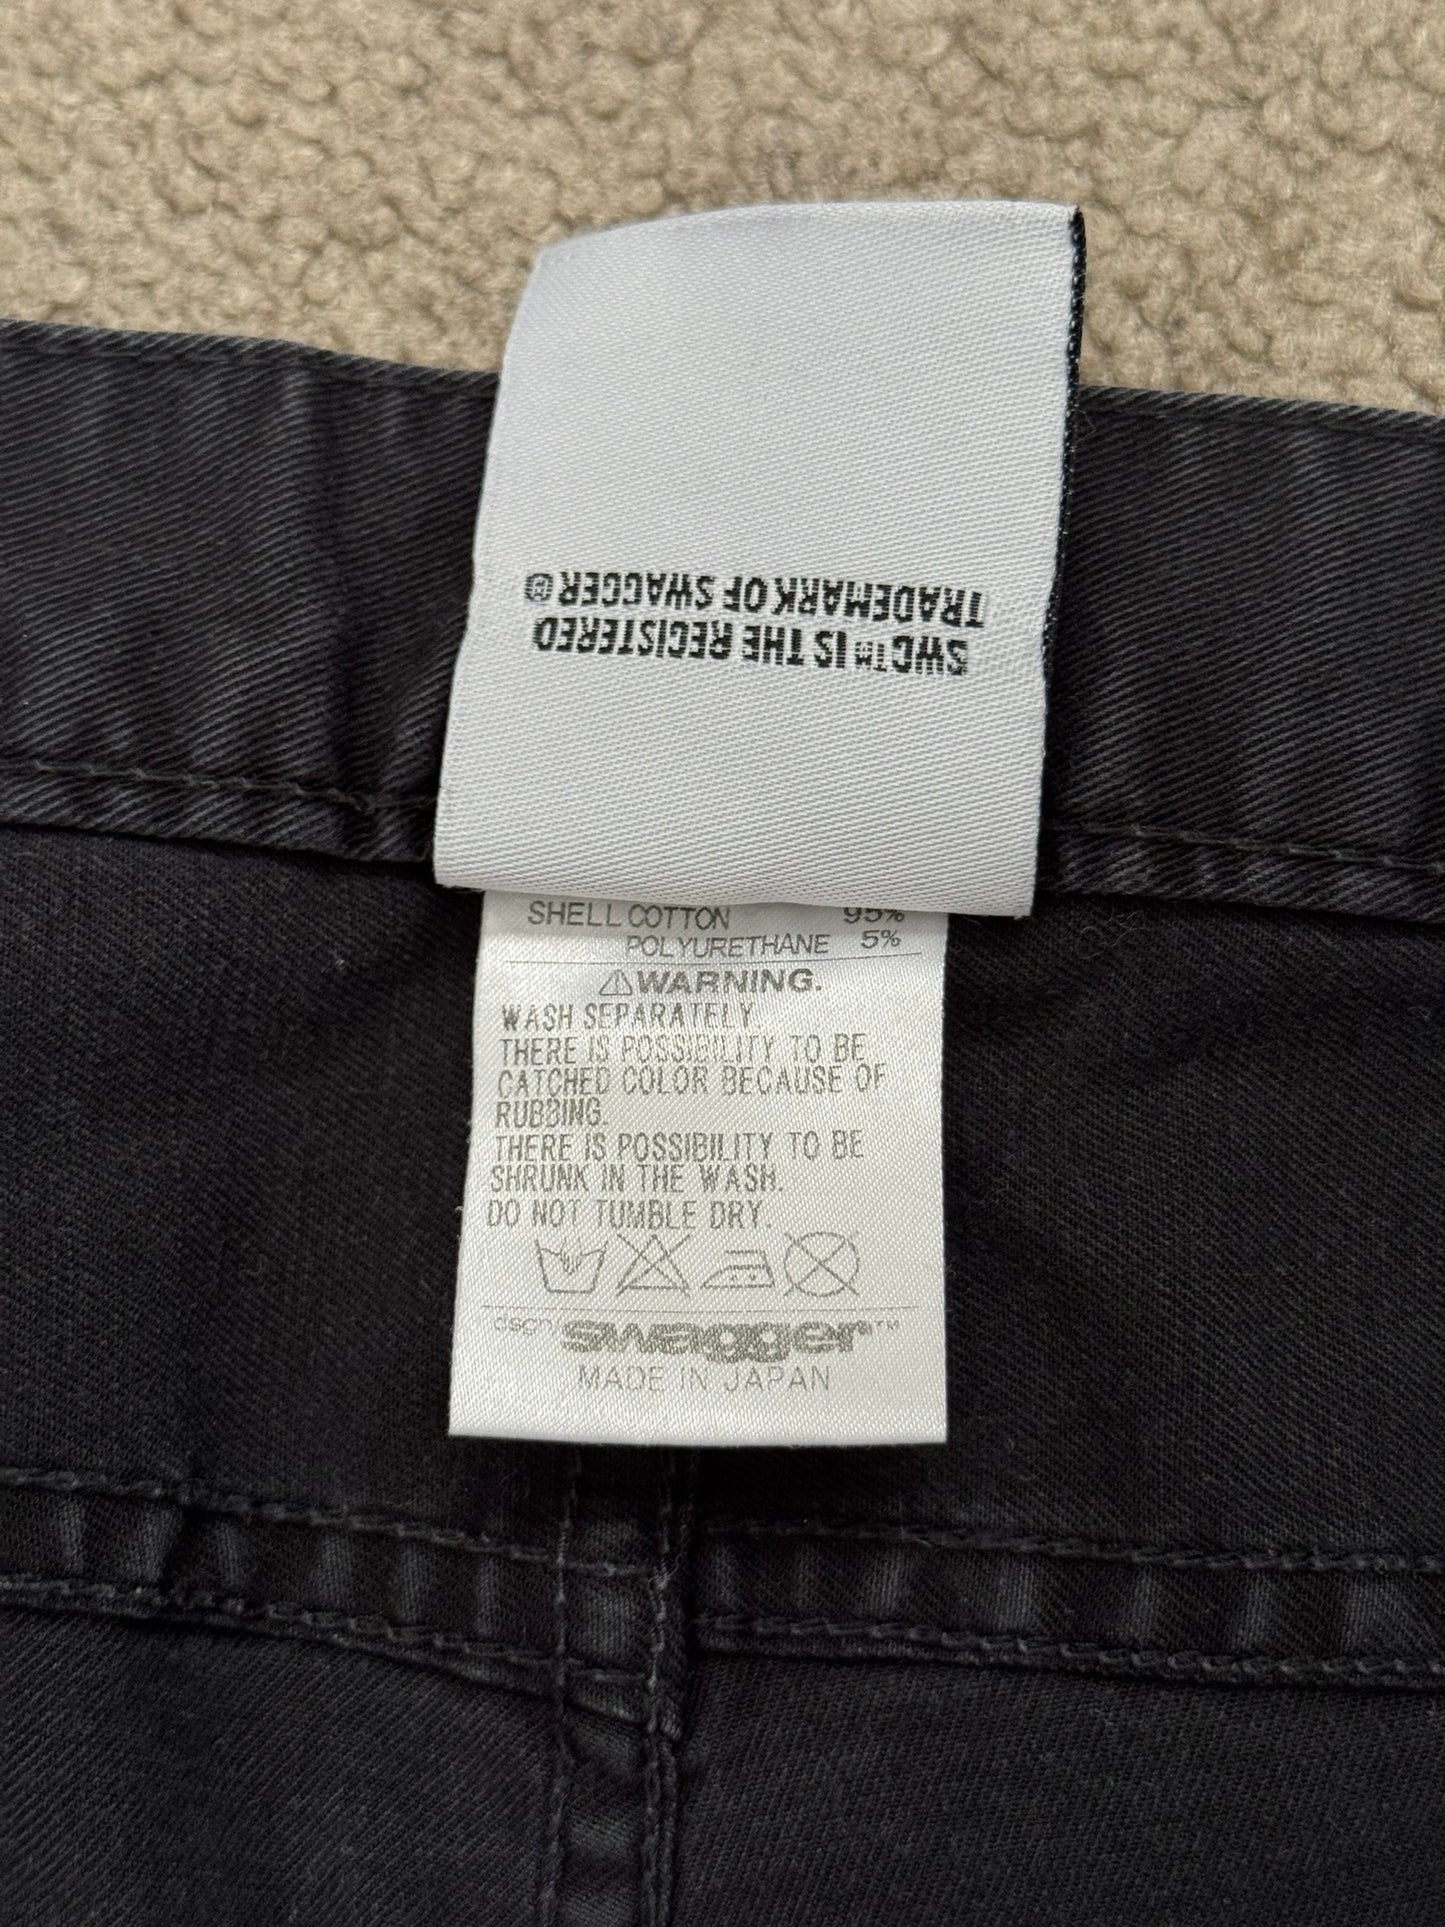 SWC™ IS THE REGISTERED
TRADEMARK OF SWAGGER®
SHELL COTTON 95%
POLYURETHANE 5%
⚠WARNING.
WASH SEPARATELY.
THERE IS POSSIBILITY TO BE
CATCHED COLOR BECAUSE OF
RUBBING.
THERE IS POSSIBILITY TO BE
SHRUNK IN THE WASH.
DO NOT TUMBLE DRY.
dsgn swagger™
MADE IN JAPAN